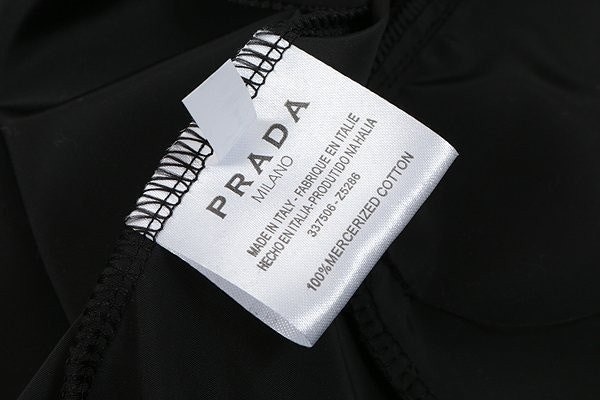 PRADA
MILANO
MADE IN ITALY - FABRIQUE EN ITALIE
HECHO EN ITALIA-PRODUTIDO NA HALIA
337506 - Z5286
100%MERCERIZED COTTON